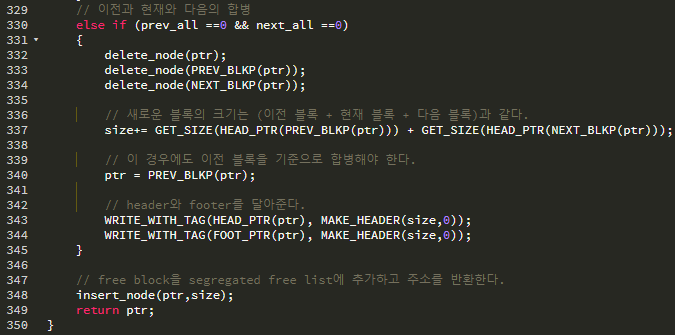 329 // 이전과 현재와 다음의 합병
330 else if (prev_all ==0 && next_all ==0)
331 {
332 delete_node(ptr);
333 delete_node(PREV_BLKP(ptr));
334 delete_node(NEXT_BLKP(ptr));
335
336 // 새로운 블록의 크기는 (이전 블록 + 현재 블록 + 다음 블록)과 같다.
337 size+= GET_SIZE(HEAD_PTR(PREV_BLKP(ptr))) + GET_SIZE(HEAD_PTR(NEXT_BLKP(ptr)));
338
339 // 이 경우에도 이전 블록을 기준으로 합병해야 한다.
340 ptr = PREV_BLKP(ptr);
341
342 // header와 footer를 달아준다.
343 WRITE_WITH_TAG(HEAD_PTR(ptr), MAKE_HEADER(size,0));
344 WRITE_WITH_TAG(FOOT_PTR(ptr), MAKE_HEADER(size,0));
345 }
346
347 // free block을 segregated free list에 추가하고 주소를 반환한다.
348 insert_node(ptr,size);
349 return ptr;
350 }